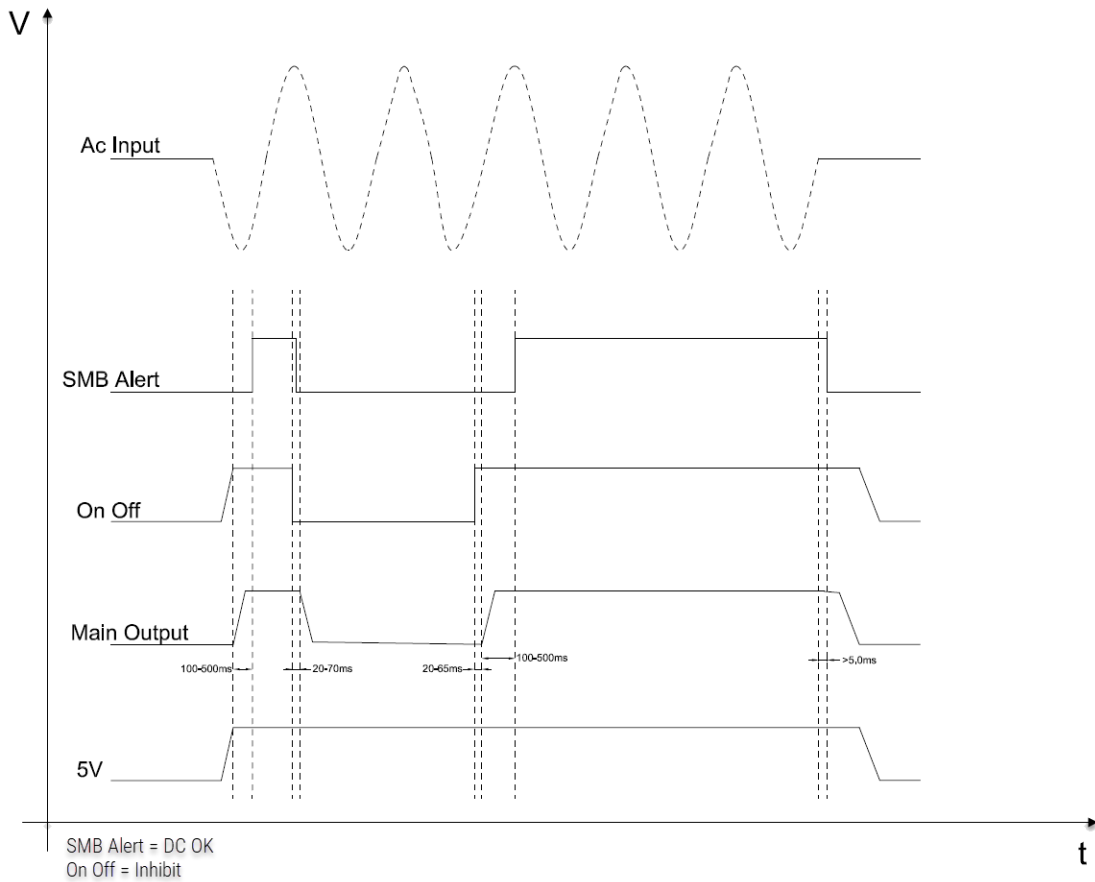 V
Ac Input
SMB Alert
On Off
Main Output
100-500ms
20-70ms
20-65ms
100-500ms
>5,0ms
5V
t
SMB Alert = DC OK
On Off = Inhibit